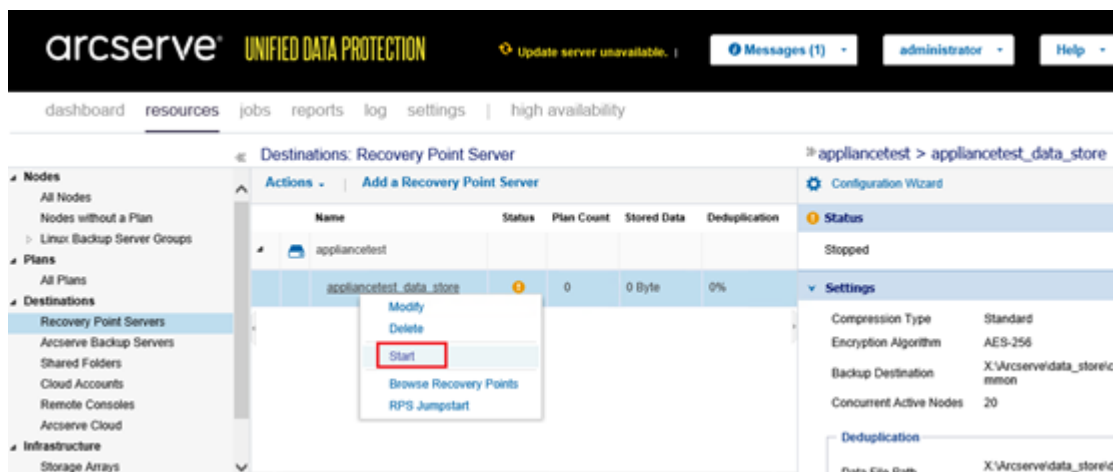 arcserve® UNIFIED DATA PROTECTION Update server unavailable. | Messages (1) administrator Help
dashboard resources jobs reports log settings | high availability
Nodes
All Nodes
Nodes without a Plan
Linux Backup Server Groups
Plans
All Plans
Destinations
Recovery Point Servers
Arcserve Backup Servers
Shared Folders
Cloud Accounts
Remote Consoles
Arcserve Cloud
Infrastructure
Storage Arrays
Destinations: Recovery Point Server
Actions | Add a Recovery Point Server
Name Status Plan Count Stored Data Deduplication
appliancetest
appliancetest_data_store 0 0 Byte 0%
Modify
Delete
Start
Browse Recovery Points
RPS Jumpstart
appliancetest > appliancetest_data_store
Configuration Wizard
Status
Stopped
Settings
Compression Type Standard
Encryption Algorithm AES-256
Backup Destination X:\Arcserve\data_store\c
mmon
Concurrent Active Nodes 20
Deduplication
Data File Path X:\Arcserve\data_store\d